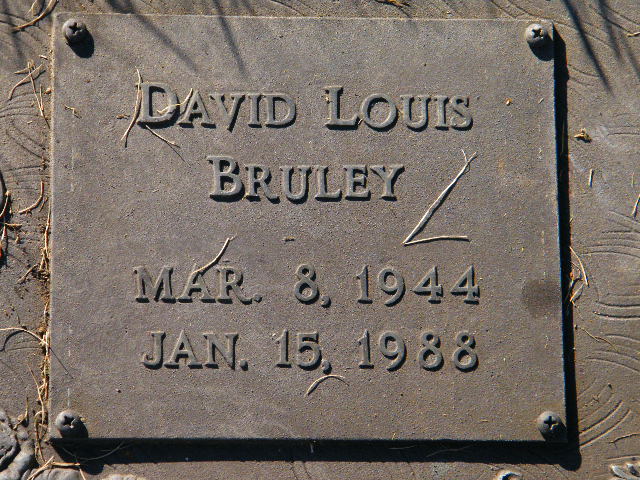 David Louis
Bruley
Mar. 8, 1944
Jan. 15, 1988